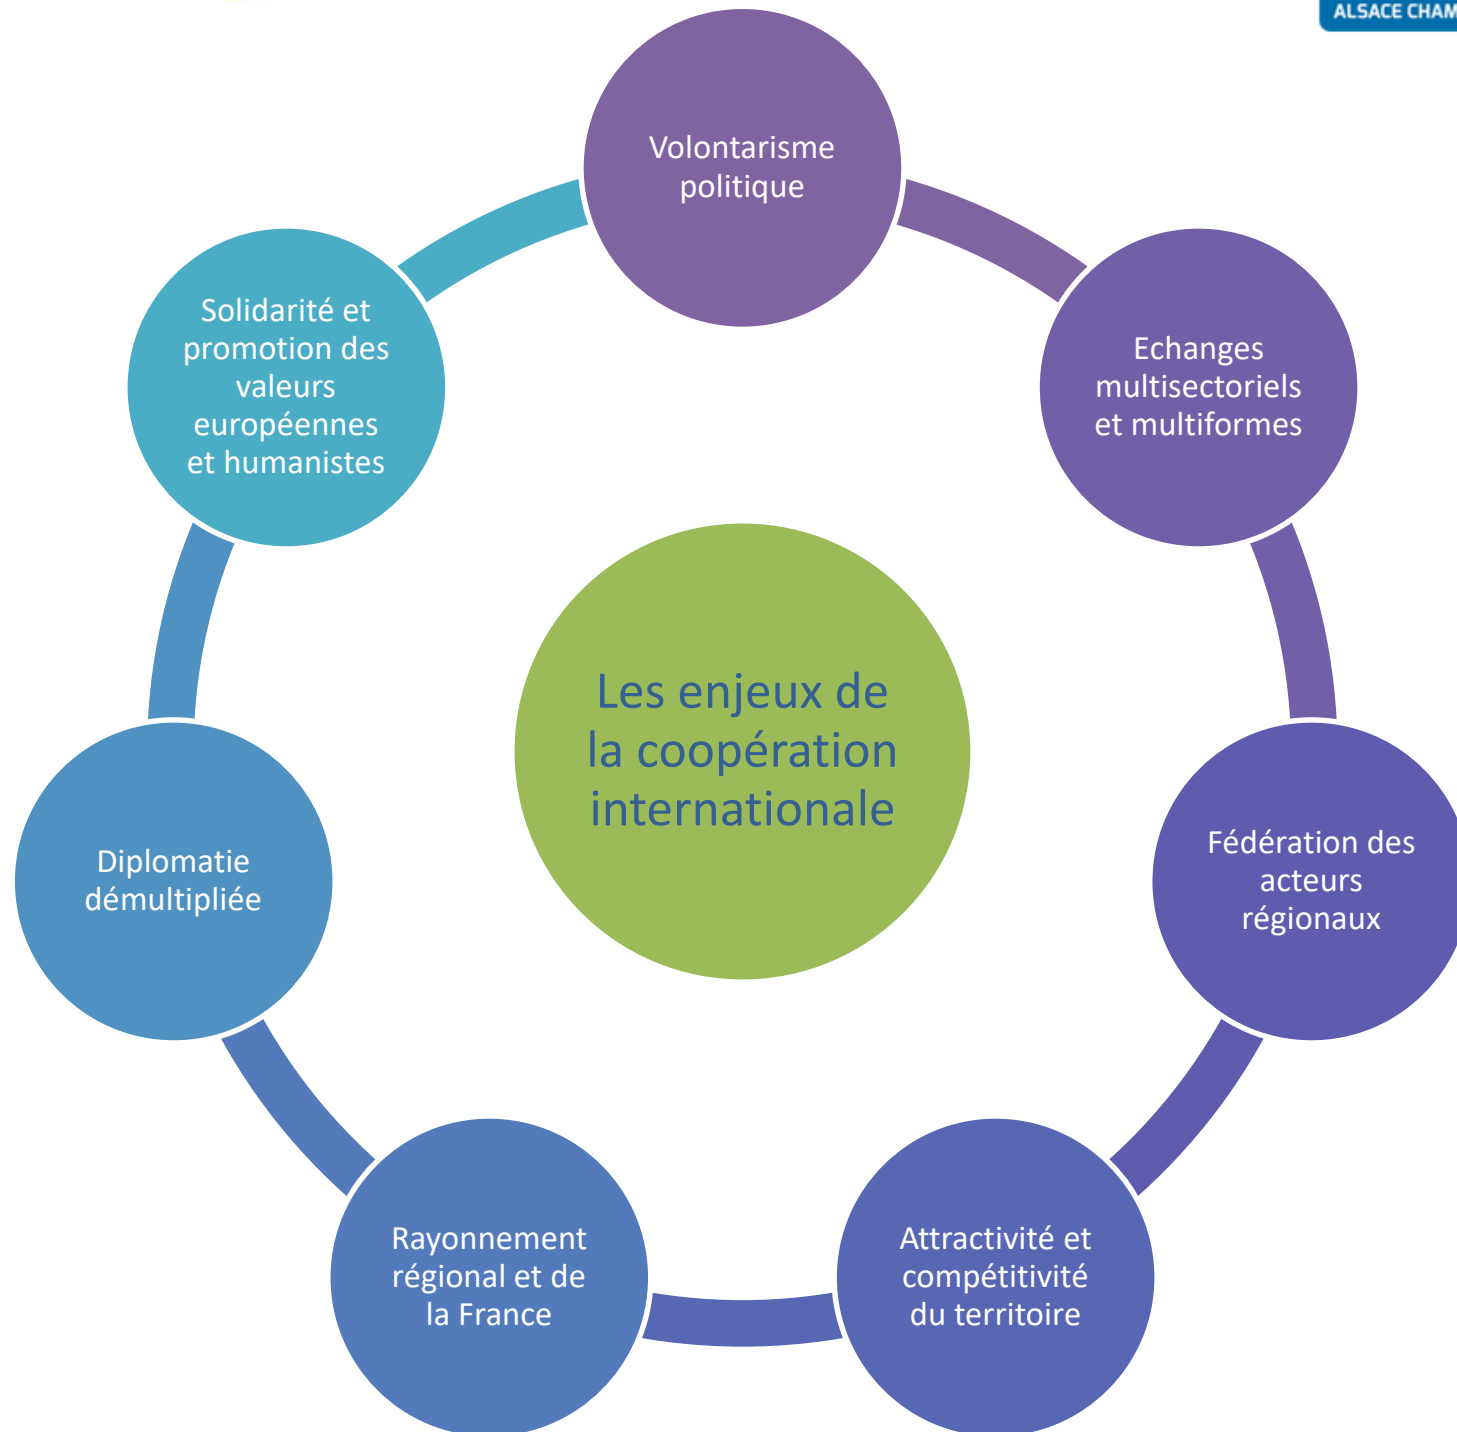 ALSACE CHAM
Volontarisme
politique
Echanges
multisectoriels
et multiformes
Fédération des
acteurs
régionaux
Attractivité et
compétitivité
du territoire
Rayonnement
régional et de
la France
Diplomatie
démultipliée
Solidarité et
promotion des
valeurs
européennes
et humanistes
Les enjeux de
la coopération
internationale